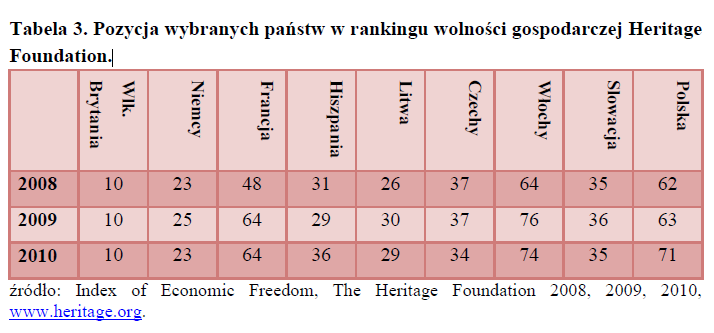 Tabela 3. Pozycja wybranych państw w rankingu wolności gospodarczej Heritage
Foundation.
Wlk. Brytania Niemcy Francja Hiszpania Litwa Czechy Włochy Słowacja Polska
2008 10 23 48 31 26 37 64 35 62
2009 10 25 64 29 30 37 76 36 63
2010 10 23 64 36 29 34 74 35 71
źródło: Index of Economic Freedom, The Heritage Foundation 2008, 2009, 2010,
www.heritage.org.